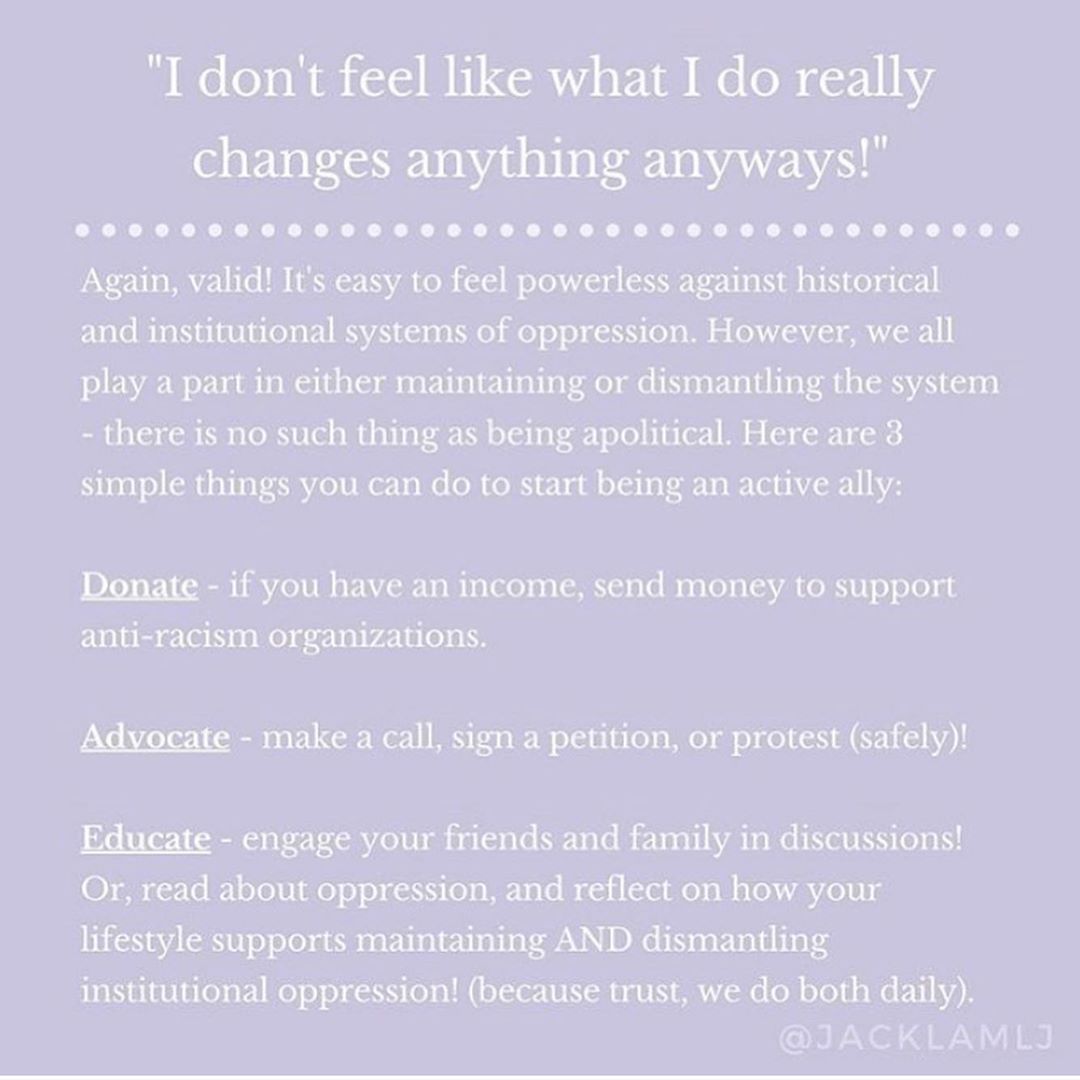 "I don't feel like what I do really
changes anything anyways!"
Again, valid! It's easy to feel powerless against historical
and institutional systems of oppression. However, we all
play a part in either maintaining or dismantling the system
- there is no such thing as being apolitical. Here are 3
simple things you can do to start being an active ally:
Donate - if you have an income, send money to support
anti-racism organizations.
Advocate - make a call, sign a petition, or protest (safely)!
Educate - engage your friends and family in discussions!
Or, read about oppression, and reflect on how your
lifestyle supports maintaining AND dismantling
institutional oppression! (because trust, we do both daily).
@JACKLAMLJ